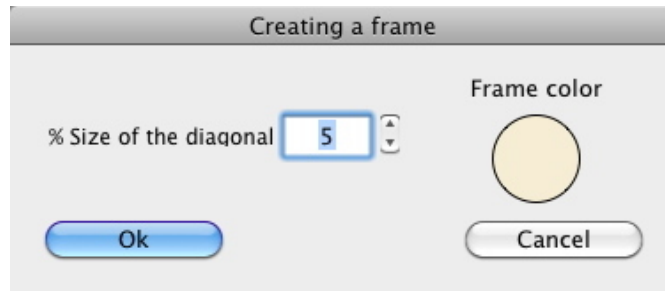 Creating a frame
Frame color
% Size of the diagonal 5
Ok
Cancel